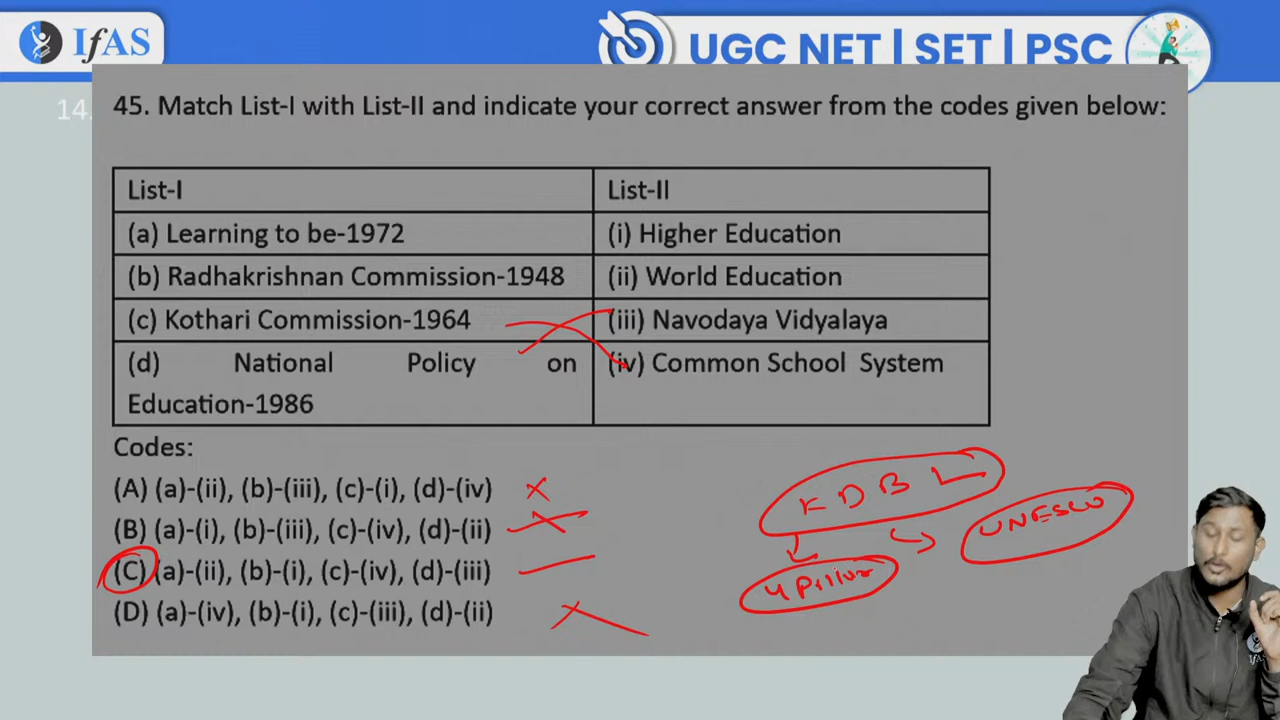 IfAS
UGC NET | SET | PSC
14.
45. Match List-I with List-II and indicate your correct answer from the codes given below:
List-I
List-II
(a) Learning to be-1972
(i) Higher Education
(b) Radhakrishnan Commission-1948
(ii) World Education
(c) Kothari Commission-1964
(iii) Navodaya Vidyalaya
(d) National Policy on
Education-1986
(iv) Common School System
Codes:
(A) (a)-(ii), (b)-(iii), (c)-(i), (d)-(iv)
(B) (a)-(i), (b)-(iii), (c)-(iv), (d)-(ii)
(C) (a)-(ii), (b)-(i), (c)-(iv), (d)-(iii)
(D) (a)-(iv), (b)-(i), (c)-(iii), (d)-(ii)
K D B L
UNESCO
4